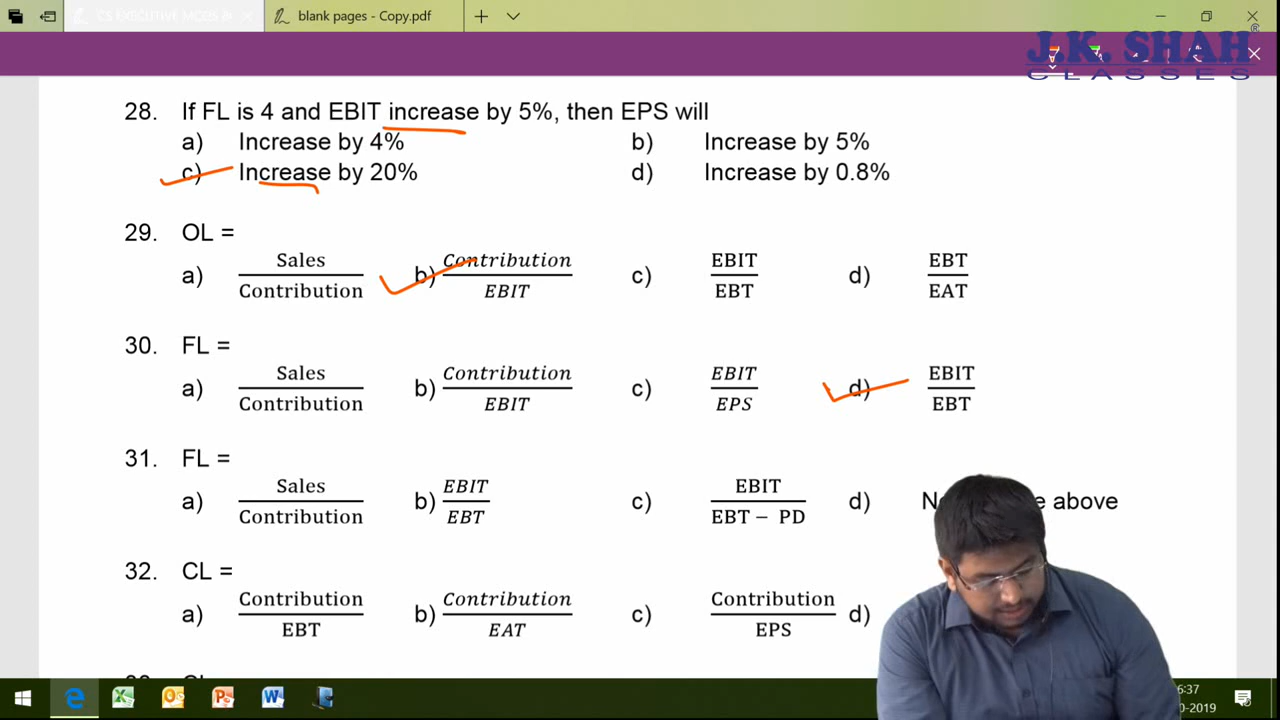 CS EXECUTIVE MCQS B
blank pages - Copy.pdf
J.K. SHAH®
CLASSES
28. If FL is 4 and EBIT increase by 5%, then EPS will
a) Increase by 4% b) Increase by 5%
c) Increase by 20% d) Increase by 0.8%
29. OL =
a) Sales / Contribution b) Contribution / EBIT c) EBIT / EBT d) EBT / EAT
30. FL =
a) Sales / Contribution b) Contribution / EBIT c) EBIT / EPS d) EBIT / EBT
31. FL =
a) Sales / Contribution b) EBIT / EBT c) EBIT / EBT − PD d) above
32. CL =
a) Contribution / EBT b) Contribution / EAT c) Contribution / EPS d)